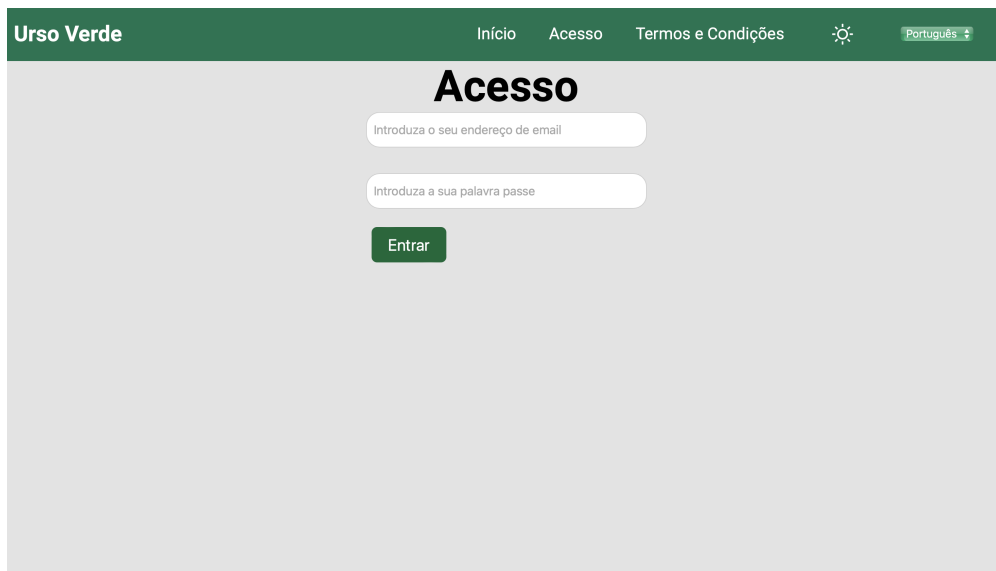 Urso Verde
Início Acesso Termos e Condições Português
Acesso
Introduza o seu endereço de email
Introduza a sua palavra passe
Entrar